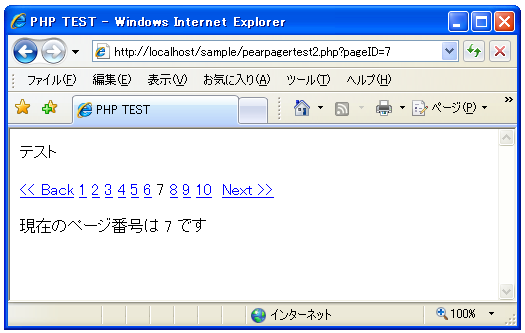 PHP TEST - Windows Internet Explorer
http://localhost/sample/pearpagertest2.php?pageID=7
ファイル(F) 編集(E) 表示(V) お気に入り(A) ツール(T) ヘルプ(H)
PHP TEST ページ(P) »
テスト
<< Back 1 2 3 4 5 6 7 8 9 10 Next >>
現在のページ番号は 7 です
インターネット 100%